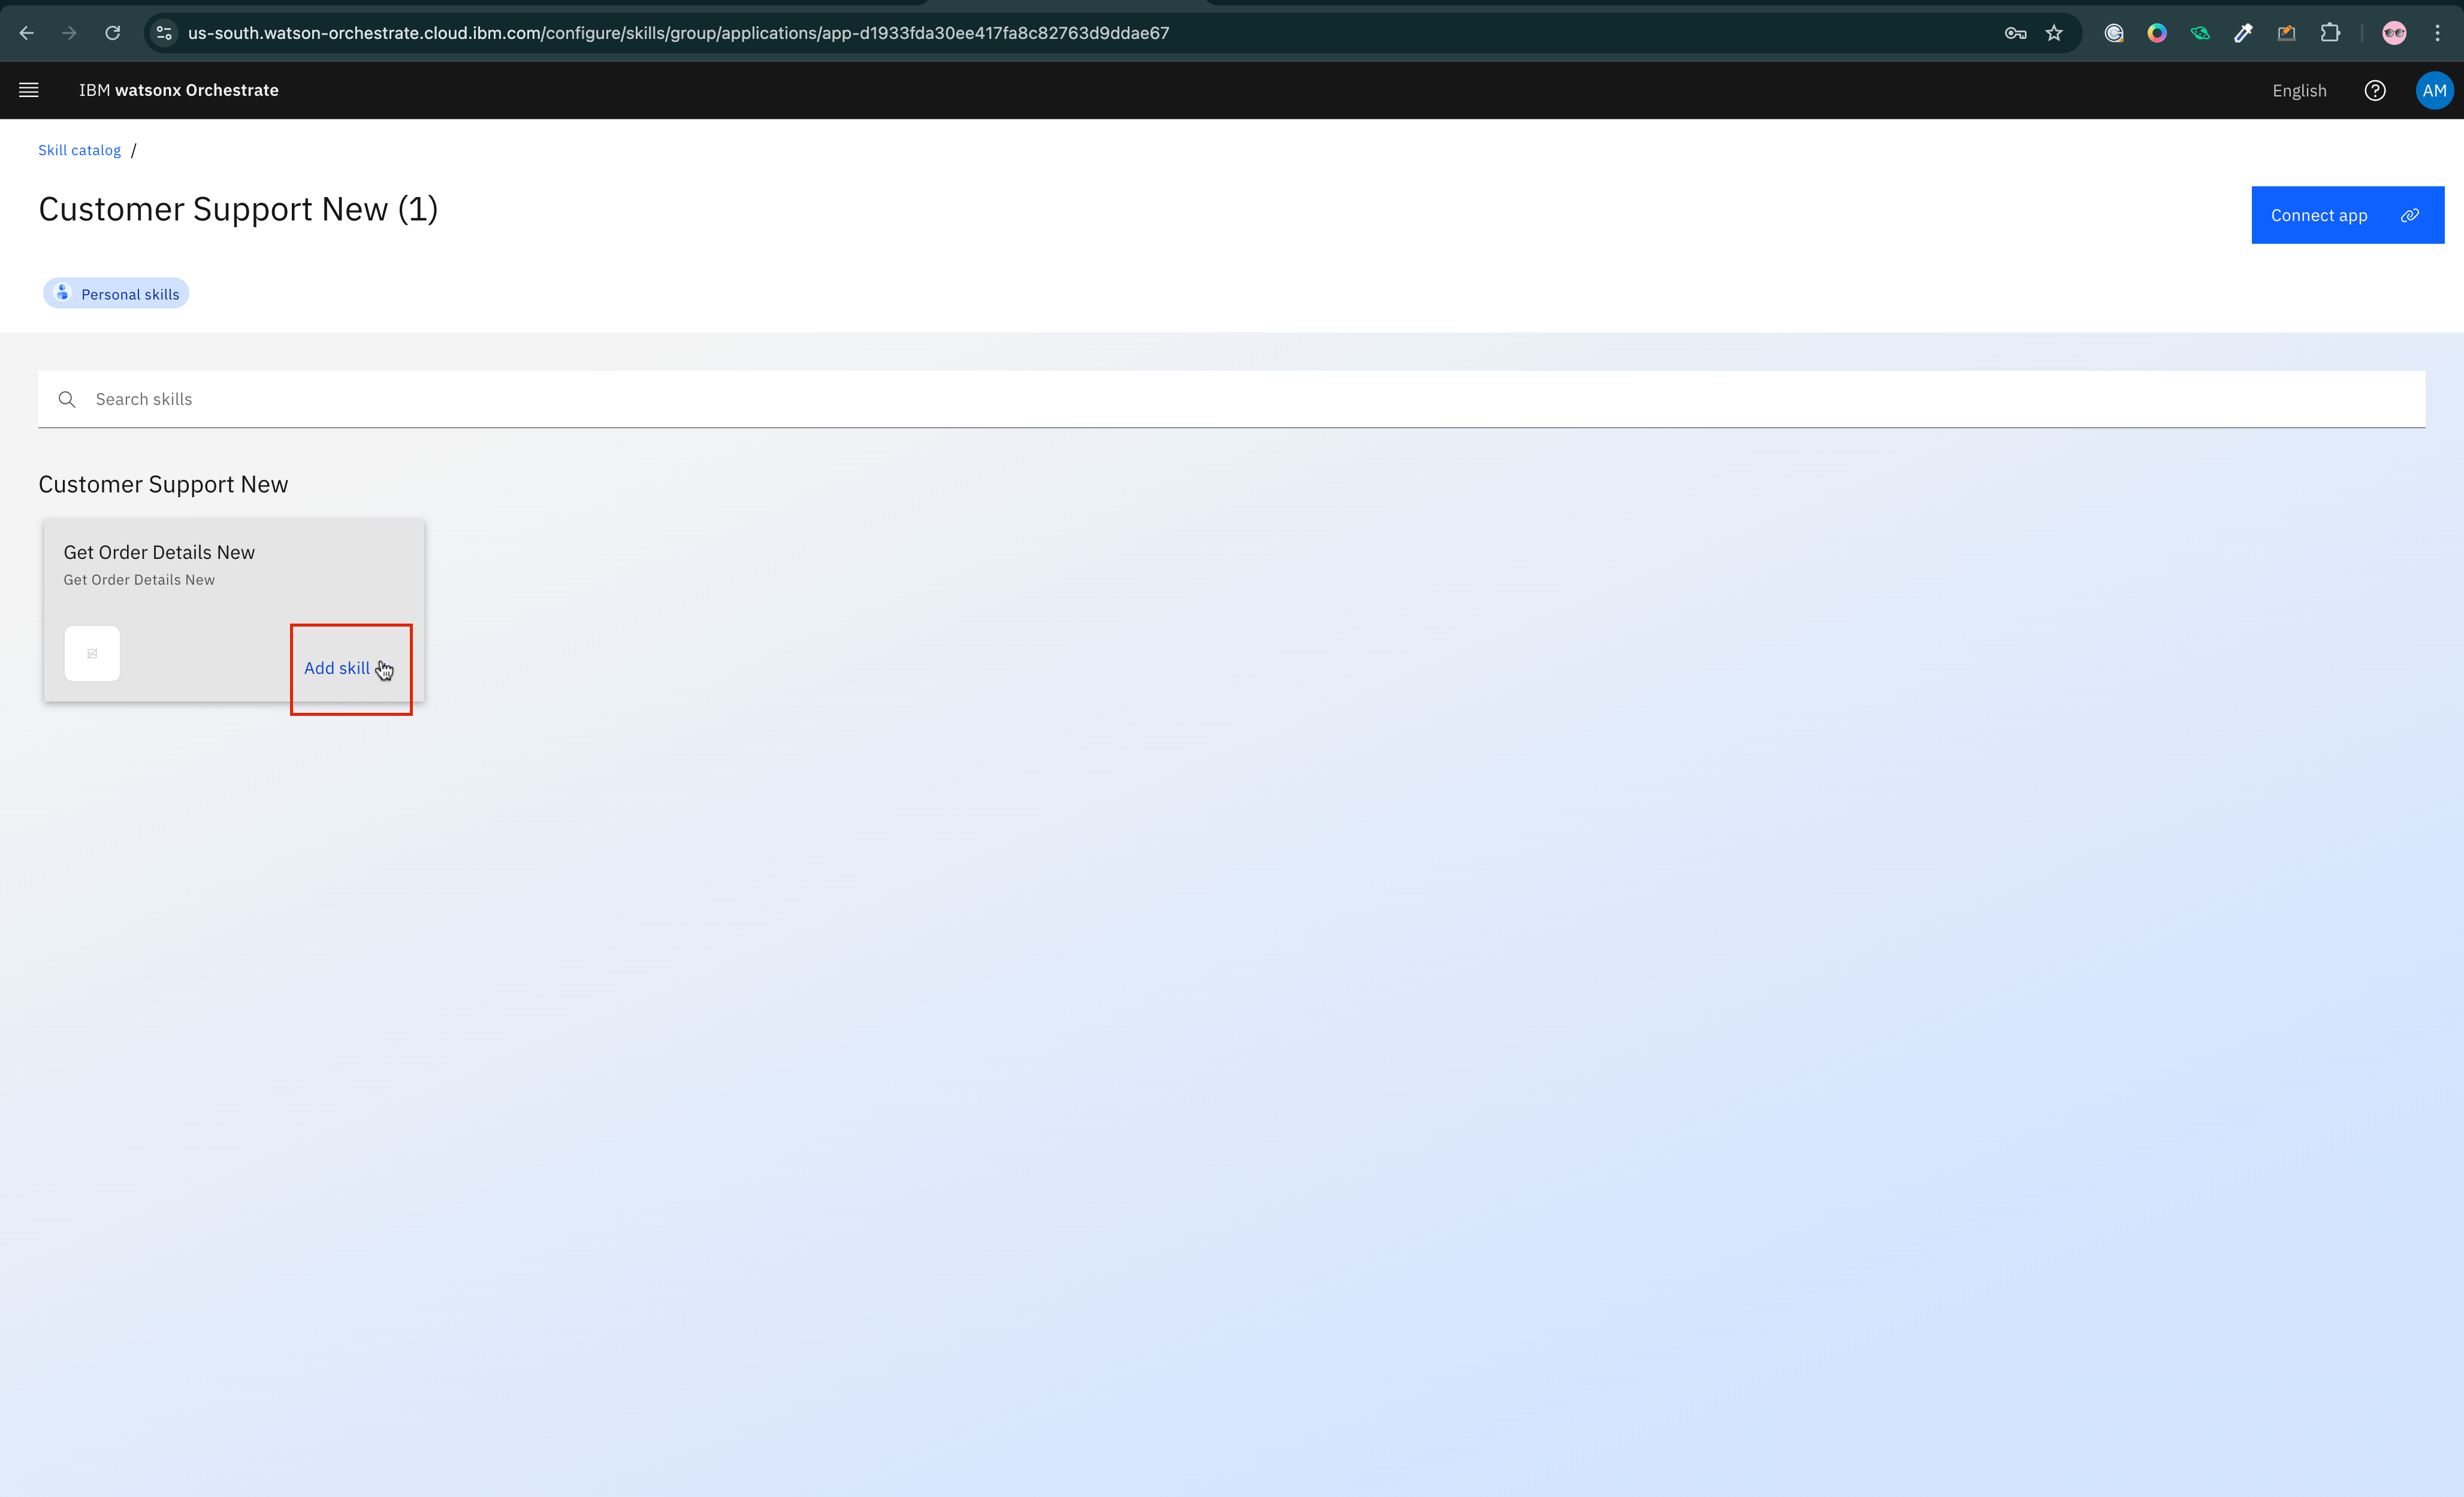 us-south.watson-orchestrate.cloud.ibm.com/configure/skills/group/applications/app-d1933fda30ee417fa8c82763d9ddae67
IBM watsonx Orchestrate
English
AM
Skill catalog /
Customer Support New (1)
Connect app
Personal skills
Search skills
Customer Support New
Get Order Details New
Get Order Details New
Add skill